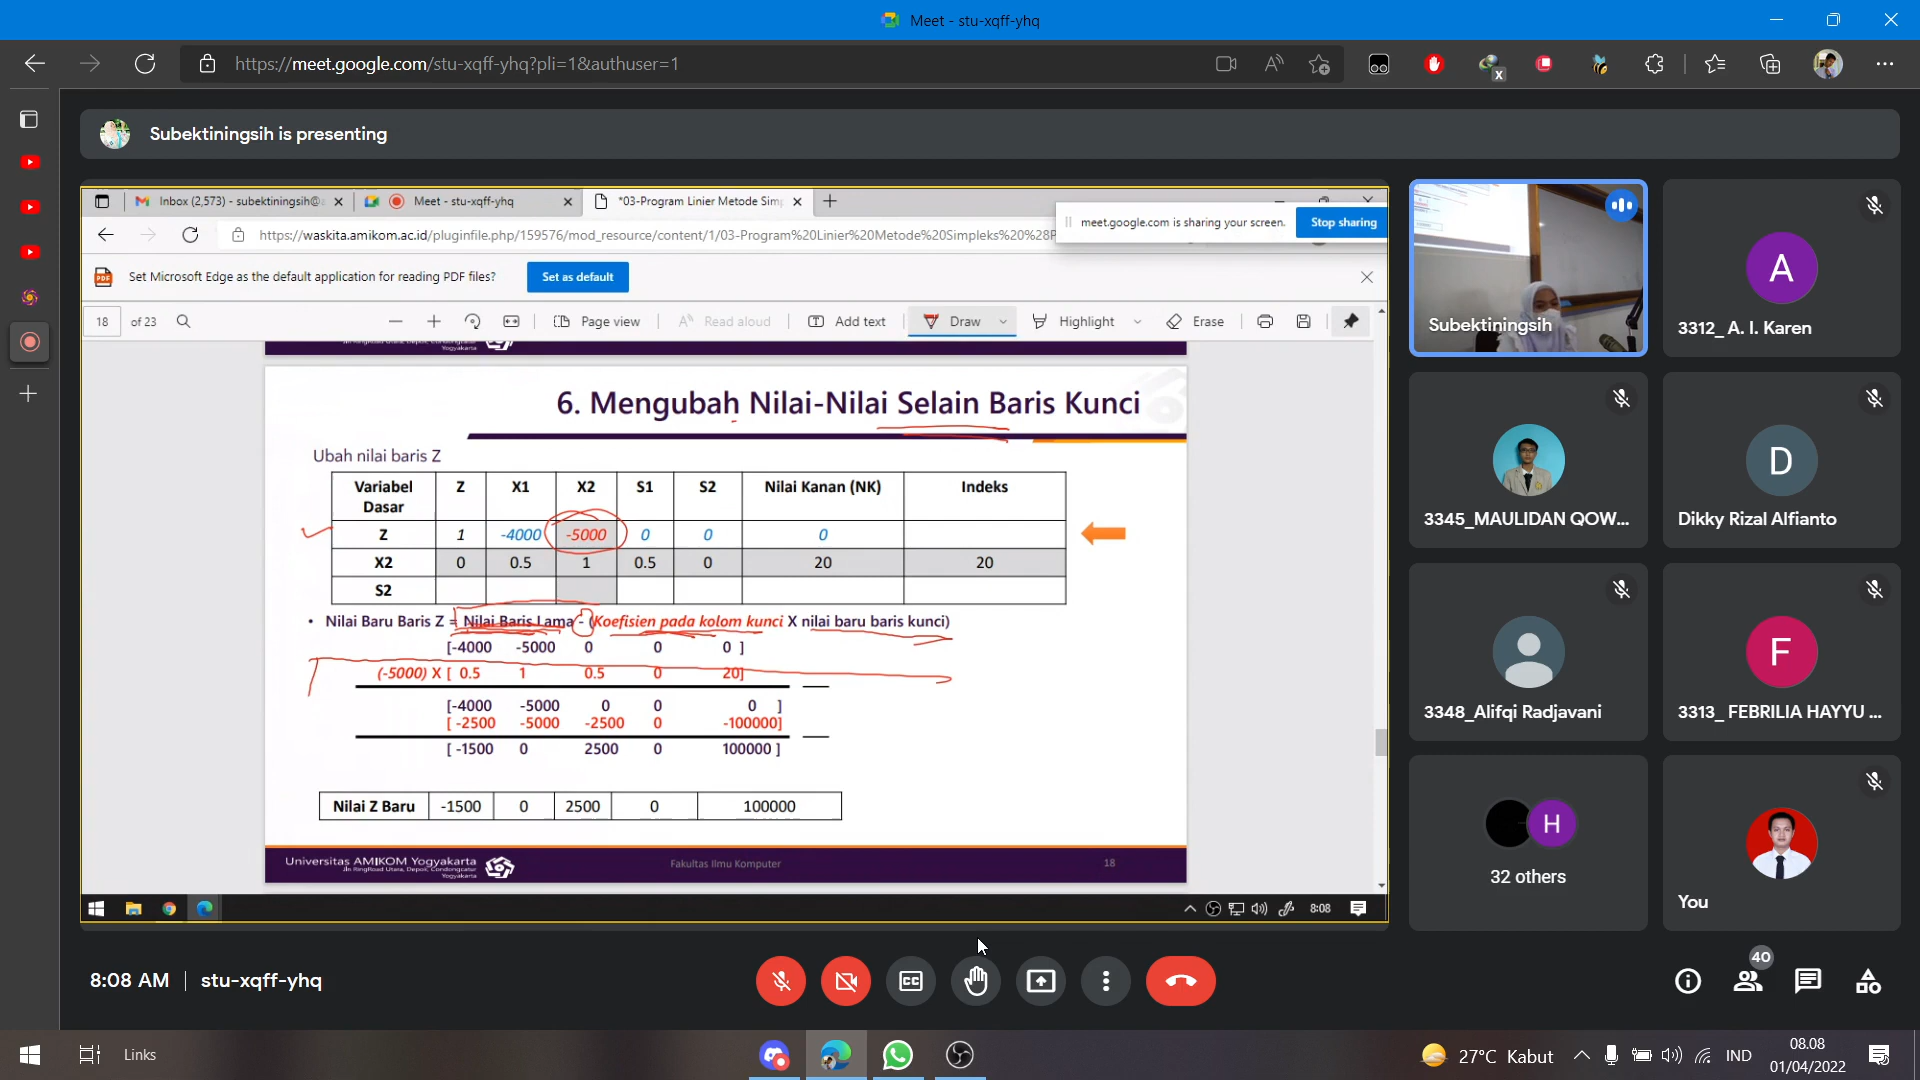 Meet - stu-xqff-yhq
https://meet.google.com/stu-xqff-yhq?pli=1&authuser=1
Subektiningsih is presenting
Inbox (2,573) - subektiningsih@a
Meet - stu-xqff-yhq
*03-Program Linier Metode Sim
https://waskita.amikom.ac.id/pluginfile.php/159576/mod_resource/content/1/03-Program%20Linier%20Metode%20Simpleks%20%28P
meet.google.com is sharing your screen.
Stop sharing
Set Microsoft Edge as the default application for reading PDF files?
Set as default
18 of 23
Page view
Read aloud
Add text
Draw
Highlight
Erase
6. Mengubah Nilai-Nilai Selain Baris Kunci
Ubah nilai baris Z
Variabel Dasar Z X1 X2 S1 S2 Nilai Kanan (NK) Indeks
Z 1 -4000 -5000 0 0 0
X2 0 0.5 1 0.5 0 20 20
S2
• Nilai Baru Baris Z = Nilai Baris Lama - (Koefisien pada kolom kunci X nilai baru baris kunci)
[-4000 -5000 0 0 0 ]
(-5000) X [ 0.5 1 0.5 0 20]
[-4000 -5000 0 0 0 ]
[ -2500 -5000 -2500 0 -100000]
[ -1500 0 2500 0 100000 ]
Nilai Z Baru -1500 0 2500 0 100000
Universitas AMIKOM Yogyakarta
Jln RingRoad Utara, Depok, Condongcatur
Yogyakarta
Fakultas Ilmu Komputer
18
8:08
Subektiningsih
A
3312_ A. I. Karen
3345_MAULIDAN QOW...
D
Dikky Rizal Alfianto
3348_Alifqi Radjavani
F
3313_ FEBRILIA HAYYU ...
H
32 others
You
8:08 AM | stu-xqff-yhq
40
Links
27°C Kabut
IND
08.08
01/04/2022